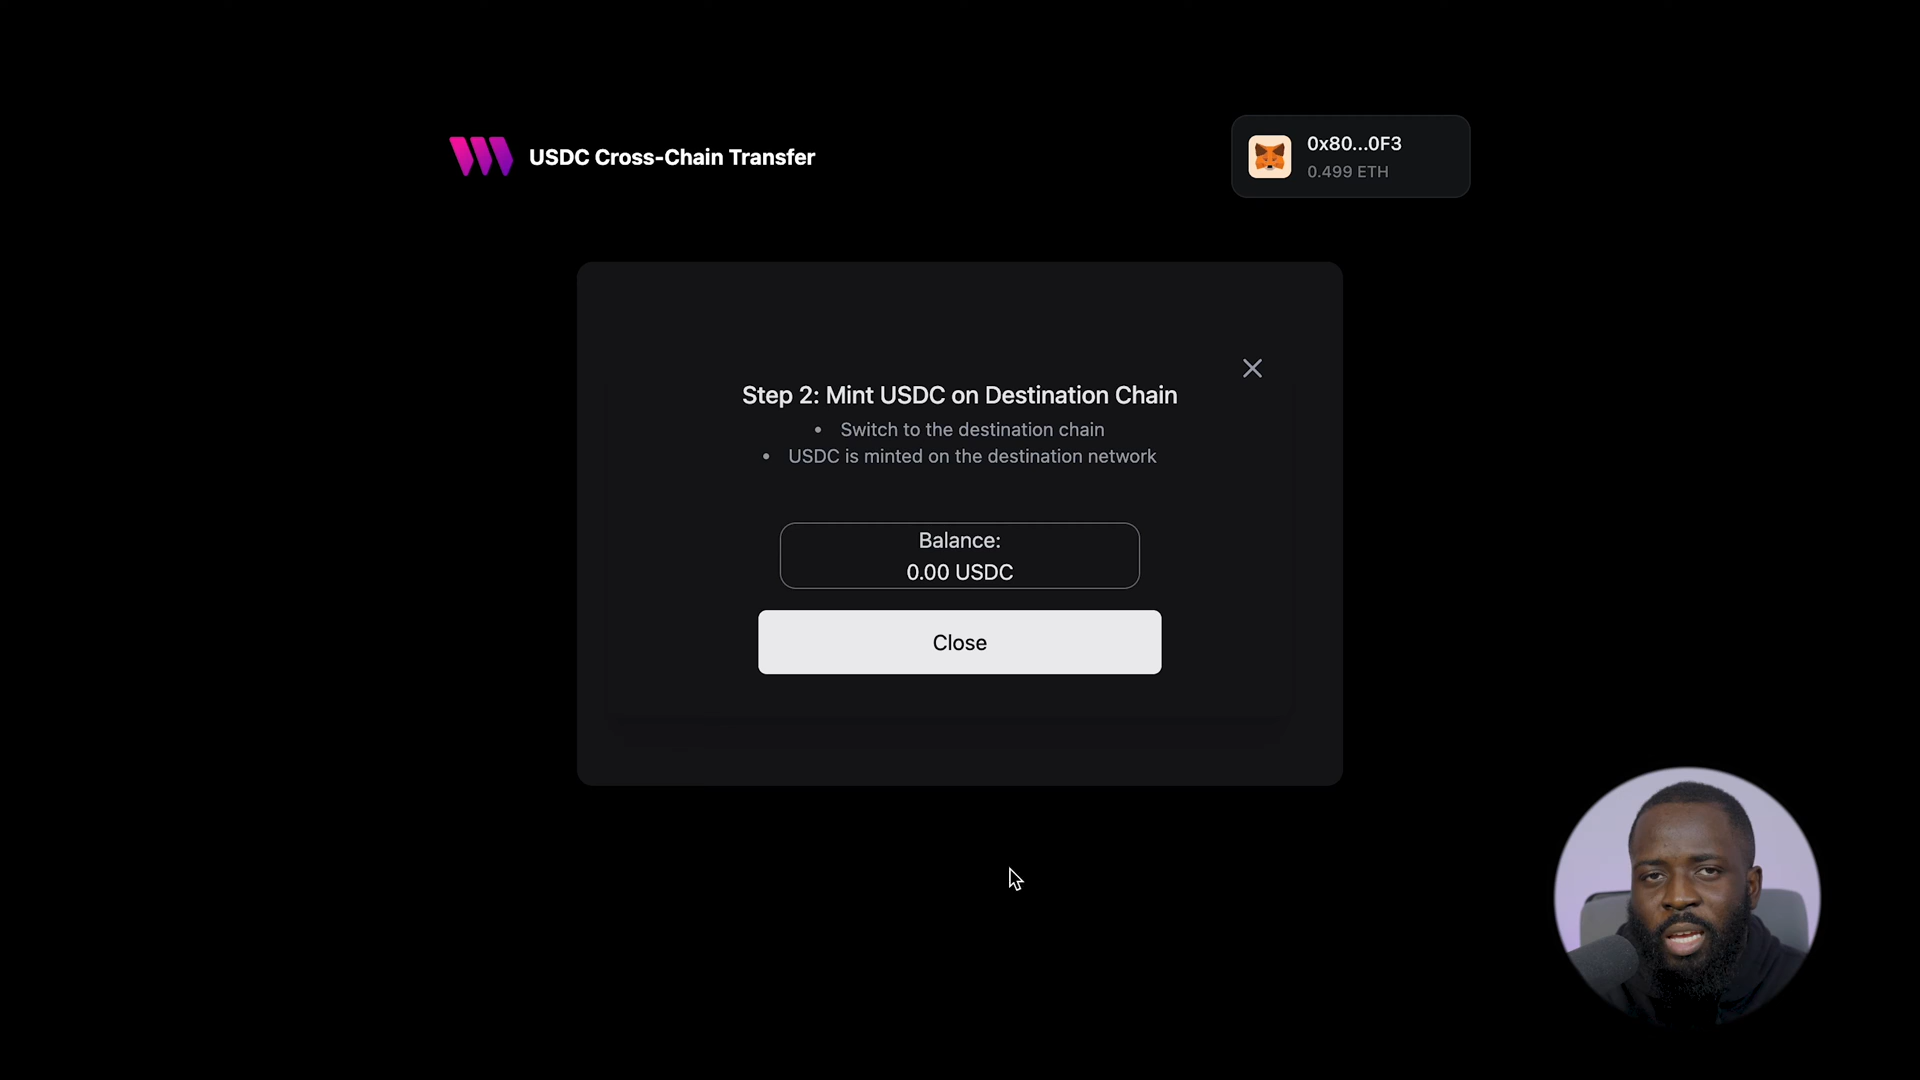 USDC Cross-Chain Transfer
0x80...0F3
0.499 ETH
Step 2: Mint USDC on Destination Chain
• Switch to the destination chain
• USDC is minted on the destination network
Balance:
0.00 USDC
Close